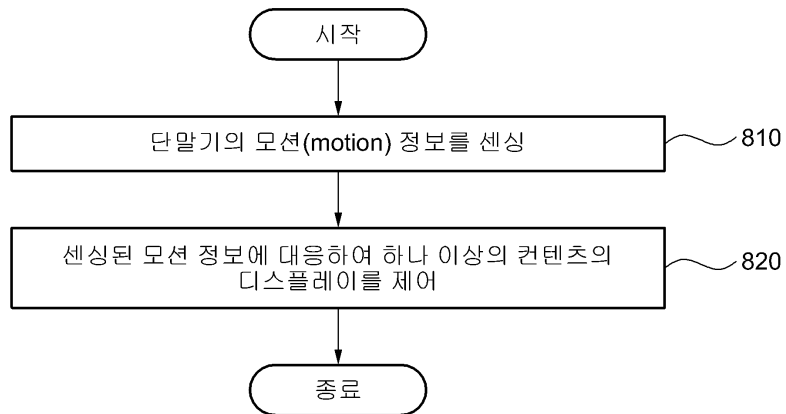 시작
단말기의 모션(motion) 정보를 센싱
810
센싱된 모션 정보에 대응하여 하나 이상의 컨텐츠의
디스플레이를 제어
820
종료